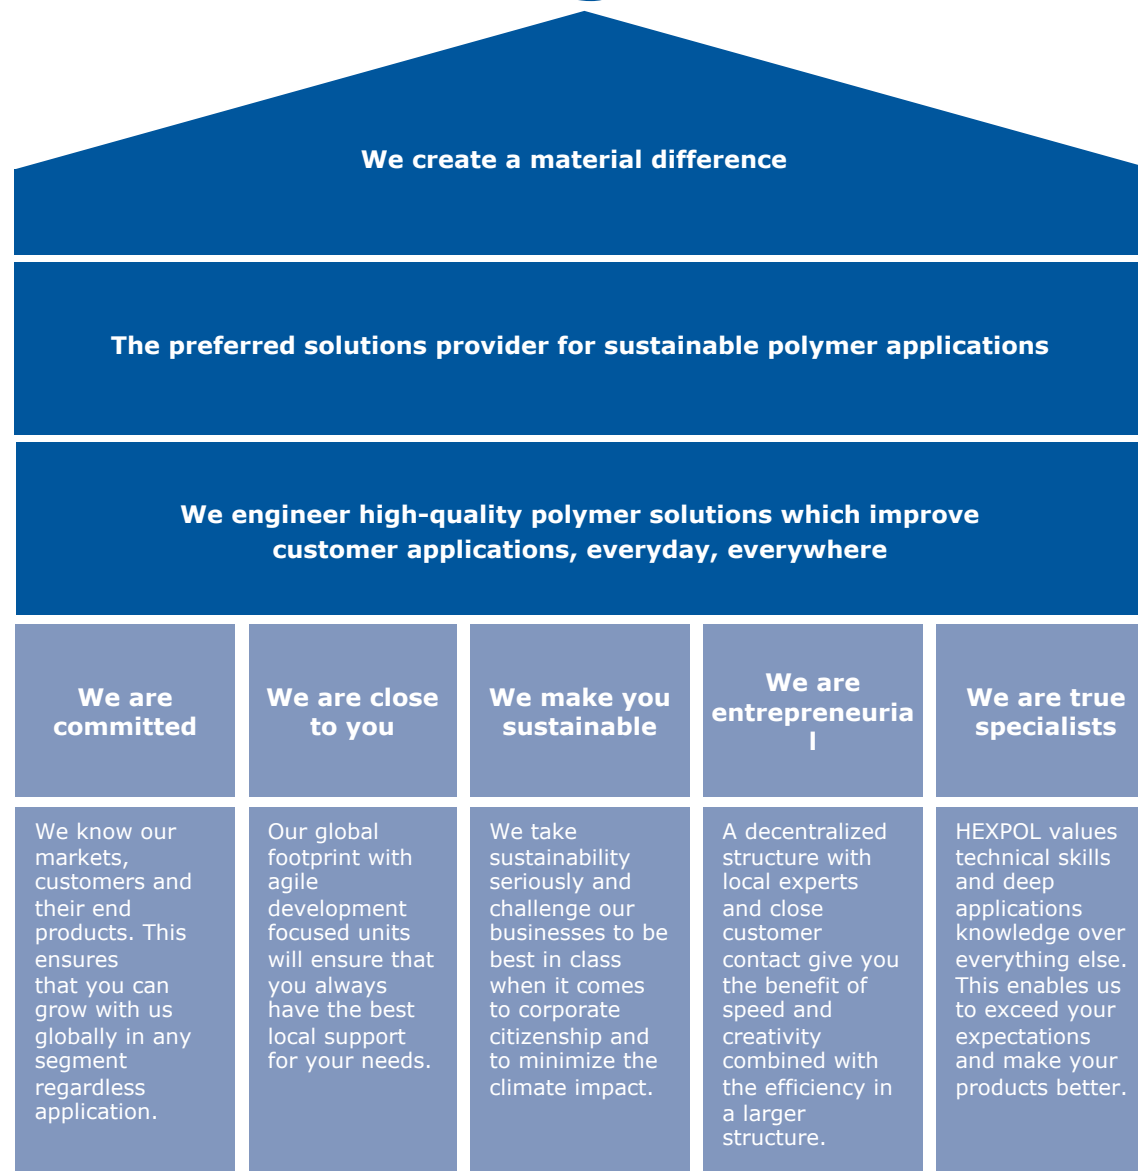 We create a material difference
The preferred solutions provider for sustainable polymer applications
We engineer high-quality polymer solutions which improve
customer applications, everyday, everywhere
We are
committed
We are close
to you
We make you
sustainable
We are
entrepreneuria
l
We are true
specialists
We know our
markets,
customers and
their end
products. This
ensures
that you can
grow with us
globally in any
segment
regardless
application.
Our global
footprint with
agile
development
focused units
will ensure that
you always
have the best
local support
for your needs.
We take
sustainability
seriously and
challenge our
businesses to be
best in class
when it comes
to corporate
citizenship and
to minimize the
climate impact.
A decentralized
structure with
local experts
and close
customer
contact give you
the benefit of
speed and
creativity
combined with
the efficiency in
a larger
structure.
HEXPOL values
technical skills
and deep
applications
knowledge over
everything else.
This enables us
to exceed your
expectations
and make your
products better.